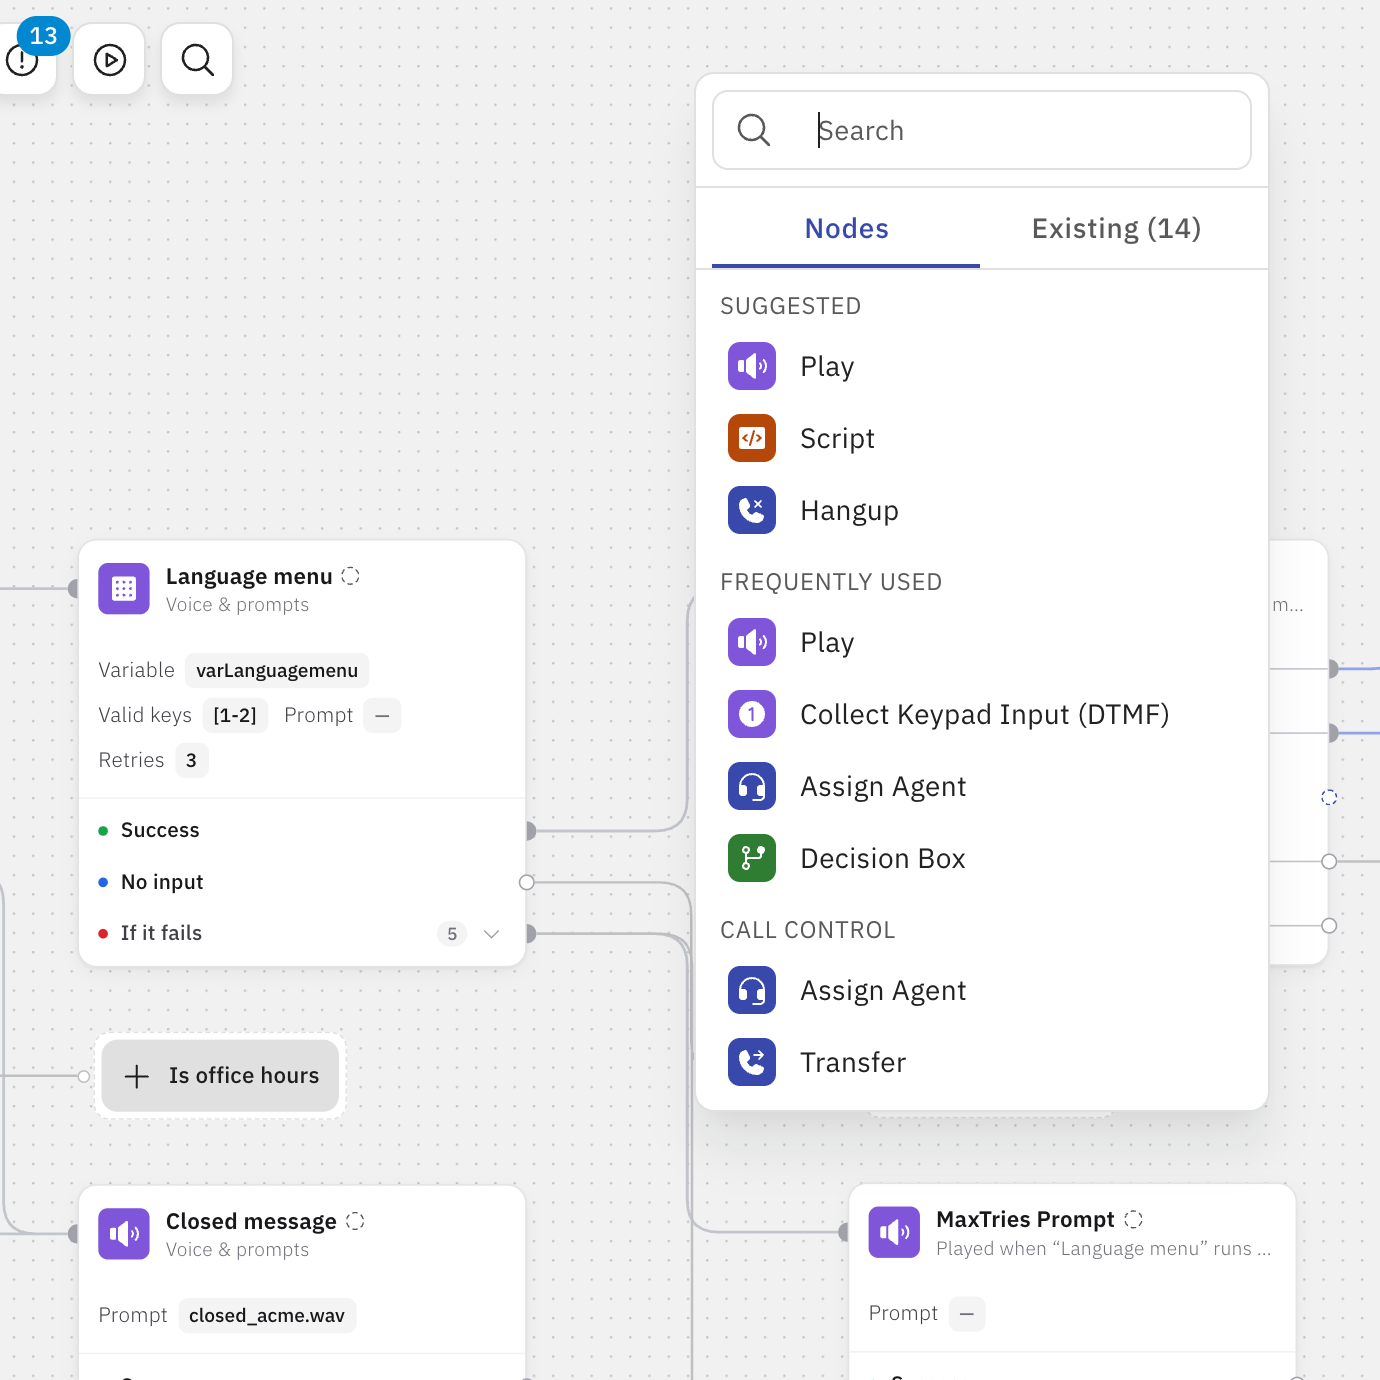 13
Search
Nodes
Existing (14)
SUGGESTED
Play
Script
Hangup
FREQUENTLY USED
Play
Collect Keypad Input (DTMF)
Assign Agent
Decision Box
CALL CONTROL
Assign Agent
Transfer
Language menu
Voice & prompts
Variable varLanguagemenu
Valid keys [1-2] Prompt —
Retries 3
Success
No input
If it fails 5
m...
Is office hours
Closed message
Voice & prompts
Prompt closed_acme.wav
MaxTries Prompt
Played when “Language menu” runs ...
Prompt —